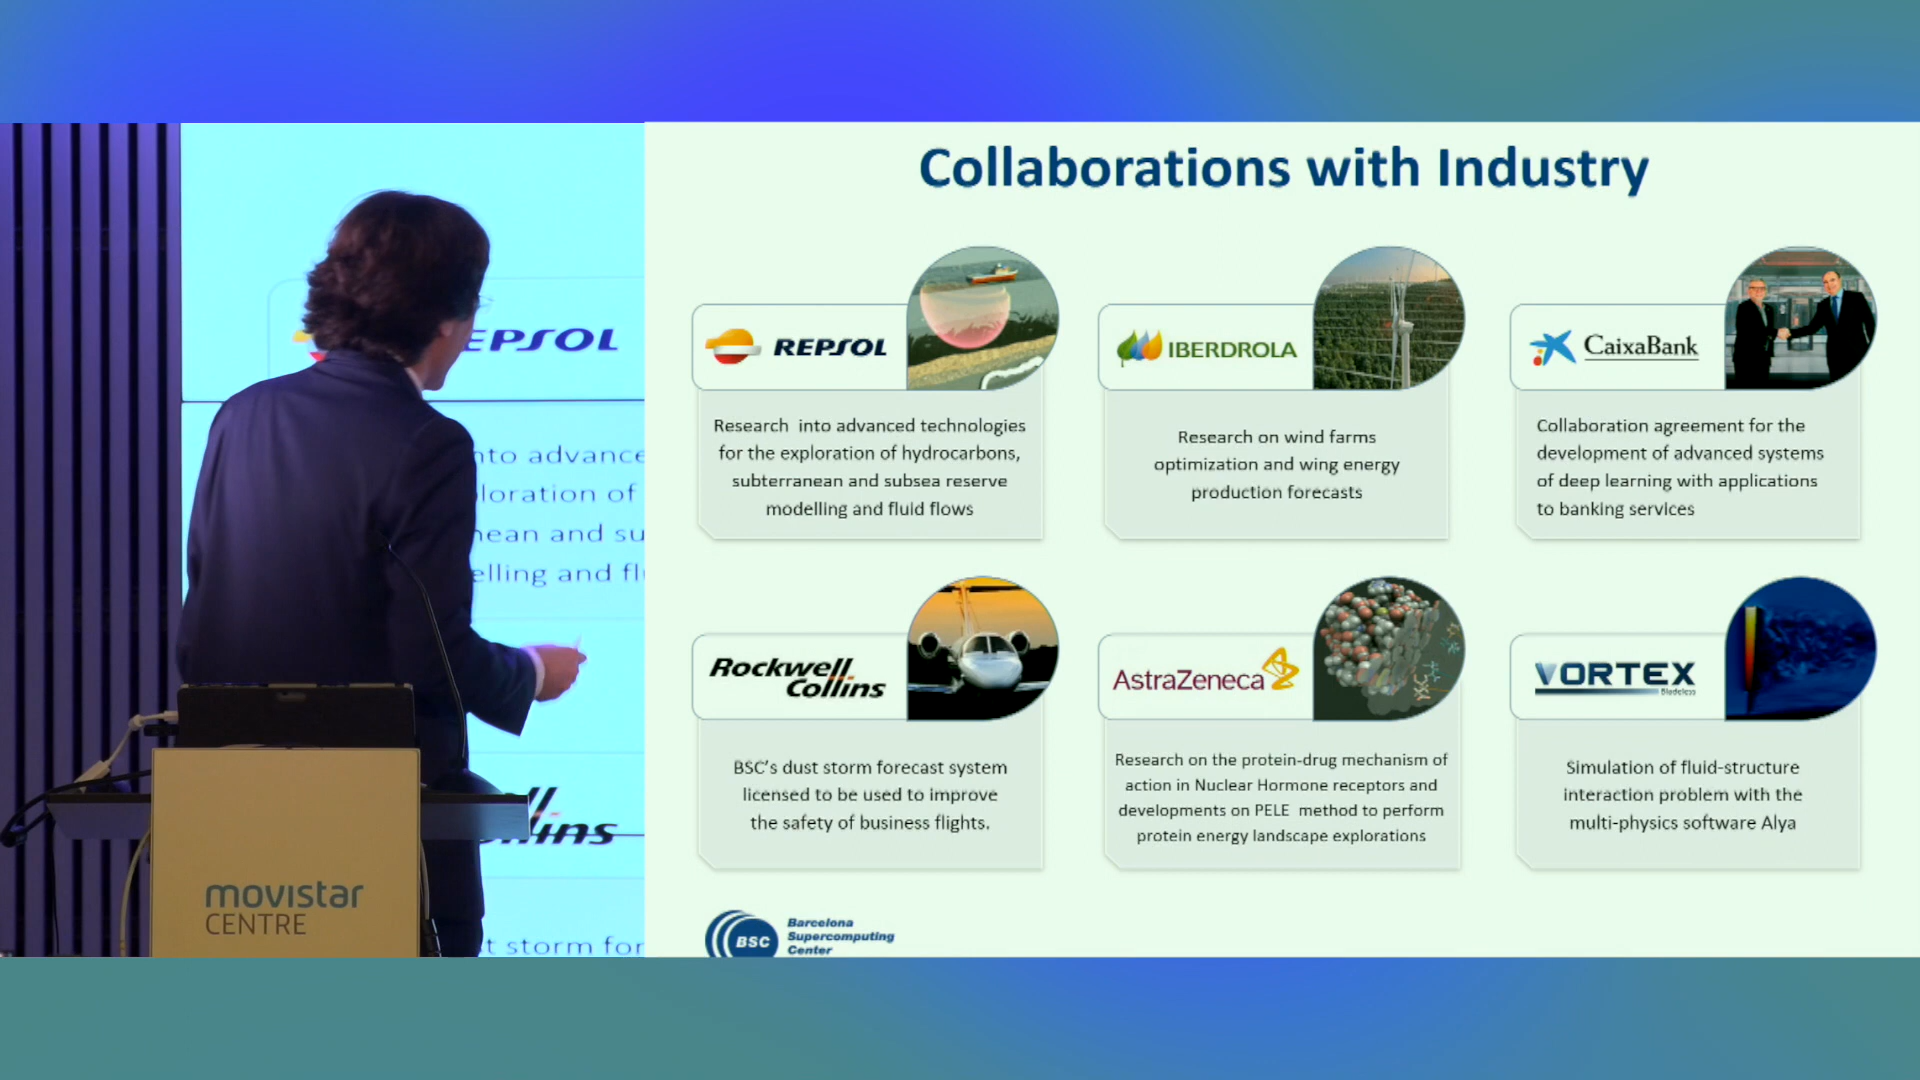 Collaborations with Industry
REPSOL
Research into advanced technologies
for the exploration of hydrocarbons,
subterranean and subsea reserve
modelling and fluid flows
IBERDROLA
Research on wind farms
optimization and wing energy
production forecasts
CaixaBank
Collaboration agreement for the
development of advanced systems
of deep learning with applications
to banking services
Rockwell
Collins
BSC's dust storm forecast system
licensed to be used to improve
the safety of business flights.
AstraZeneca
Research on the protein-drug mechanism of
action in Nuclear Hormone receptors and
developments on PELE method to perform
protein energy landscape explorations
VORTEX
Bladeless
Simulation of fluid-structure
interaction problem with the
multi-physics software Alya
BSC
Barcelona
Supercomputing
Center
EPSOL
nto advance
loration of
nean and su
elling and fl
llins
t storm for
movistar
CENTRE